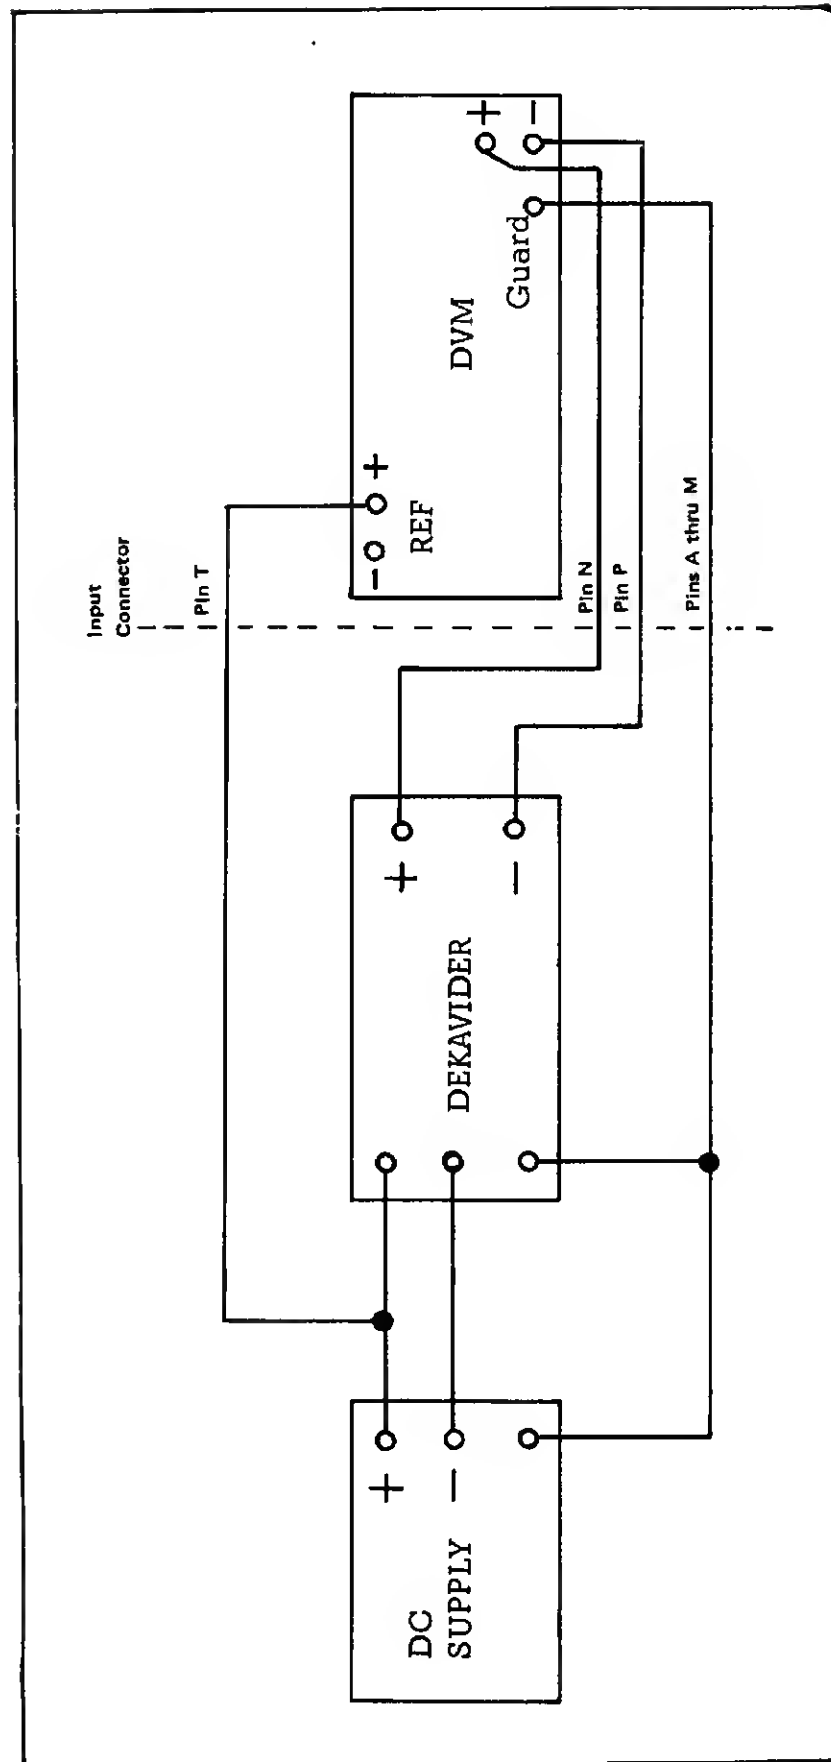 Input
Connector
Pin T
+
-
REF
+
DVM
Guard
+
-
Pin N
Pin P
Pins A thru M
DEKAVIDER
+
-
DC
SUPPLY
+
-